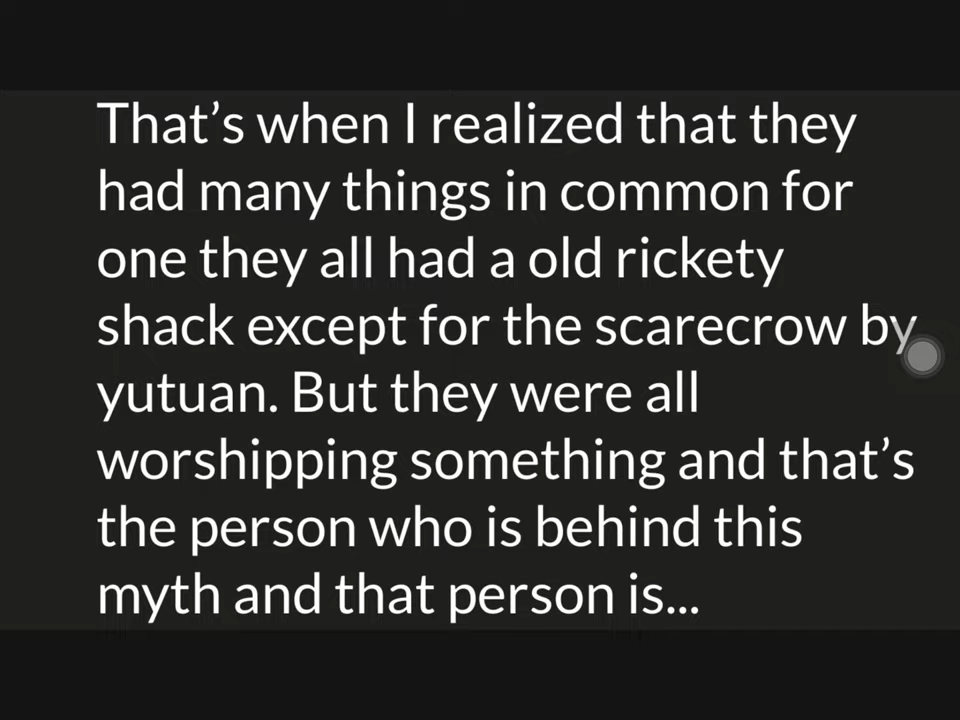 That’s when I realized that they
had many things in common for
one they all had a old rickety
shack except for the scarecrow by
yutuan. But they were all
worshipping something and that’s
the person who is behind this
myth and that person is...